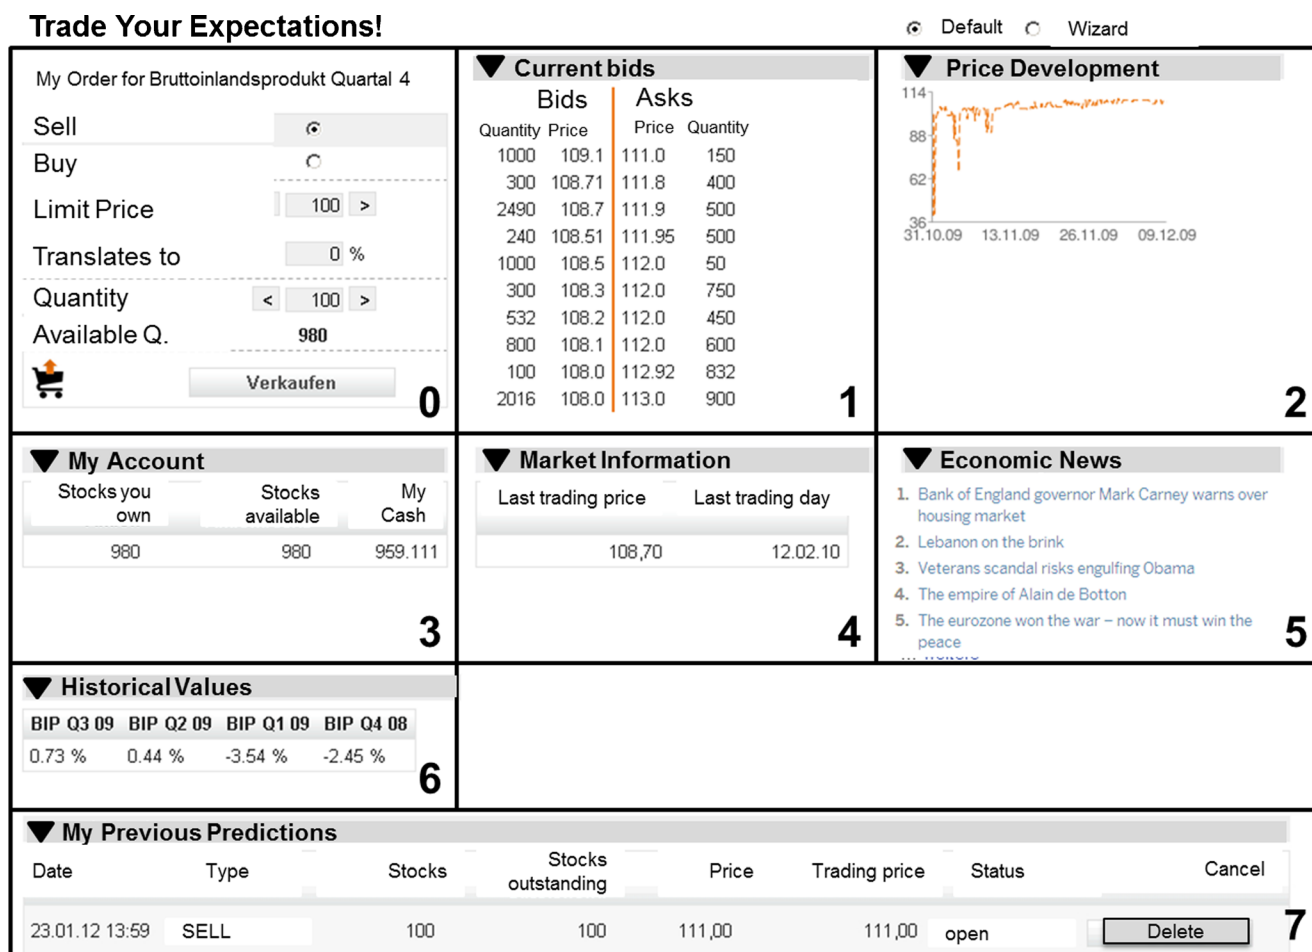 Trade Your Expectations!
Default Wizard
My Order for Bruttoinlandsprodukt Quartal 4
Sell
Buy
Limit Price 100 >
Translates to 0 %
Quantity < 100 >
Available Q. 980
Verkaufen
0
Current bids
Bids Asks
Quantity Price Price Quantity
1000 109.1 111.0 150
300 108.71 111.8 400
2490 108.7 111.9 500
240 108.51 111.95 500
1000 108.5 112.0 50
300 108.3 112.0 750
532 108.2 112.0 450
800 108.1 112.0 600
100 108.0 112.92 832
2016 108.0 113.0 900
1
Price Development
114
88
62
36
31.10.09 13.11.09 26.11.09 09.12.09
2
My Account
Stocks you own Stocks available My Cash
980 980 959.111
3
Market Information
Last trading price Last trading day
108,70 12.02.10
4
Economic News
1. Bank of England governor Mark Carney warns over
housing market
2. Lebanon on the brink
3. Veterans scandal risks engulfing Obama
4. The empire of Alain de Botton
5. The eurozone won the war – now it must win the
peace
5
Historical Values
BIP Q3 09 BIP Q2 09 BIP Q1 09 BIP Q4 08
0.73 % 0.44 % -3.54 % -2.45 %
6
My Previous Predictions
Date Type Stocks Stocks outstanding Price Trading price Status Cancel
23.01.12 13:59 SELL 100 100 111,00 111,00 open Delete
7